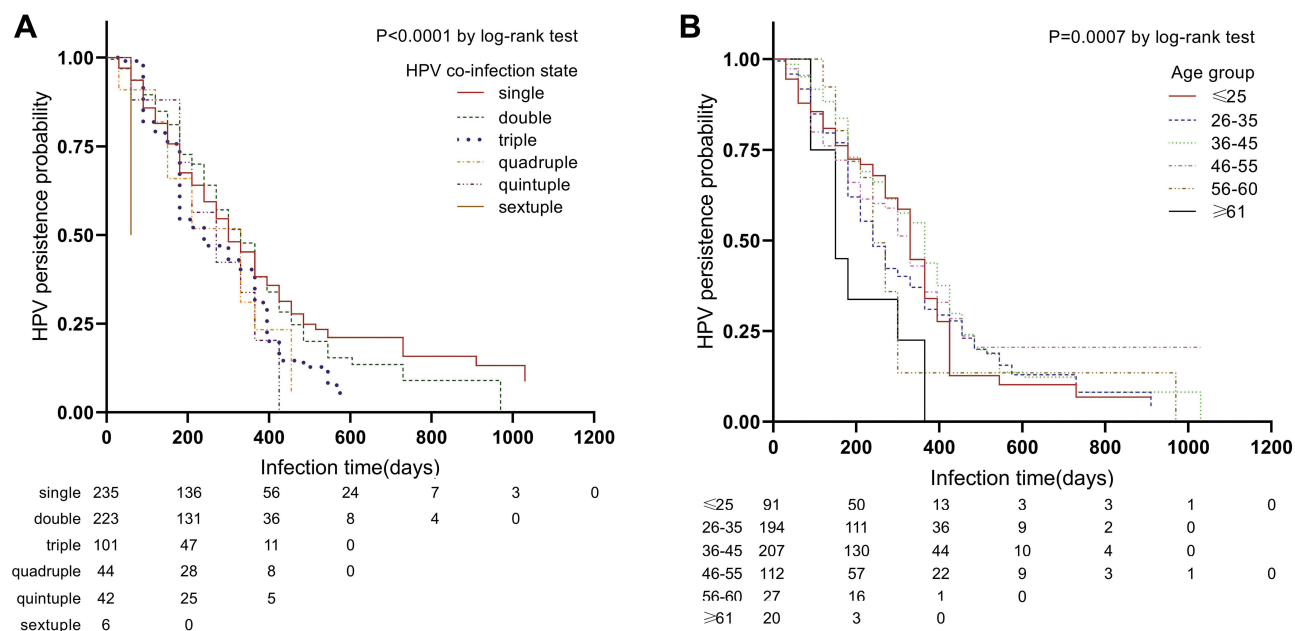 A
P<0.0001 by log-rank test
HPV co-infection state
single
double
triple
quadruple
quintuple
sextuple
HPV persistence probability
1.00
0.75
0.50
0.25
0.00
0 200 400 600 800 1000 1200
Infection time(days)
single 235 136 56 24 7 3 0
double 223 131 36 8 4 0
triple 101 47 11 0
quadruple 44 28 8 0
quintuple 42 25 5
sextuple 6 0
B
P=0.0007 by log-rank test
Age group
⩽25
26-35
36-45
46-55
56-60
⩾61
HPV persistence probability
1.00
0.75
0.50
0.25
0.00
0 200 400 600 800 1000 1200
Infection time(days)
⩽25 91 50 13 3 3 1 0
26-35 194 111 36 9 2 0
36-45 207 130 44 10 4 0
46-55 112 57 22 9 3 1 0
56-60 27 16 1 0
⩾61 20 3 0